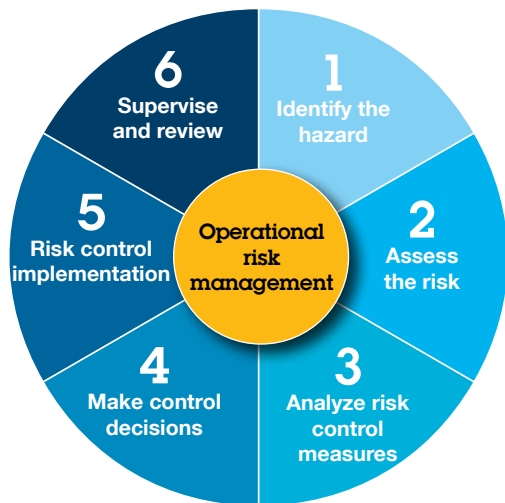 1
Identify the
hazard
2
Assess
the risk
3
Analyze risk
control
measures
4
Make control
decisions
5
Risk control
implementation
6
Supervise
and review
Operational
risk
management